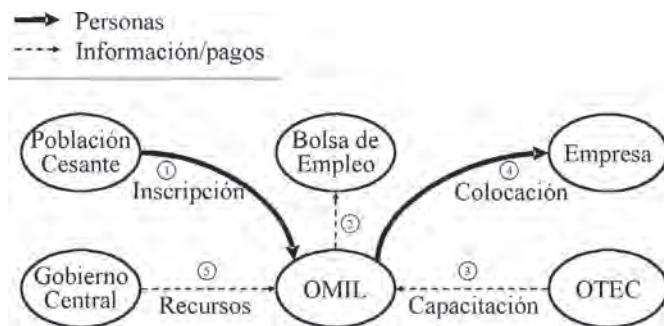 Personas
Información/pagos
Población
Cesante
Bolsa de
Empleo
Empresa
①
Inscripción
④
Colocación
②
Gobierno
Central
⑤
Recursos
OMIL
③
Capacitación
OTEC